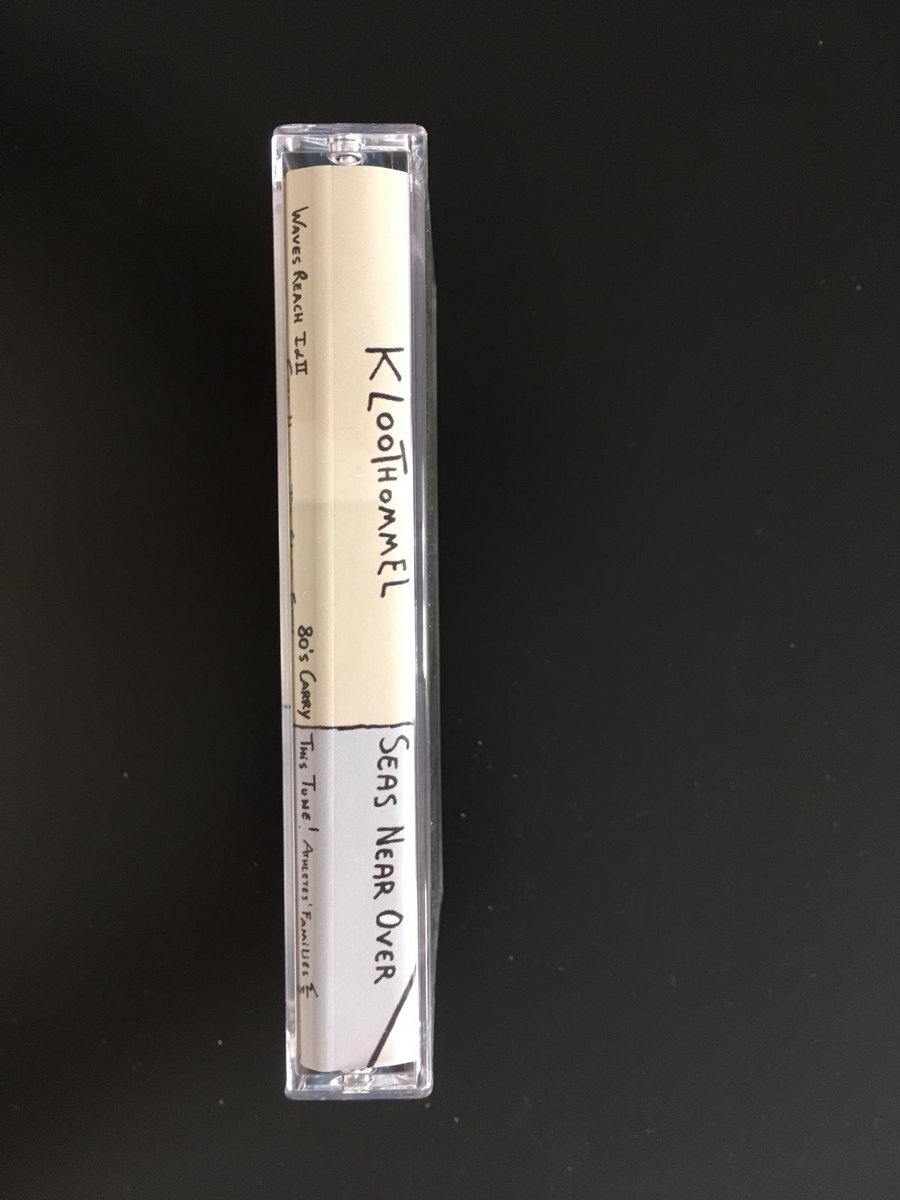 KLOOTHOMMEL SEAS NEAR OVER
WAVES REACH I & II
80's CARRY THIS TUNE! ATHLETES' FAMILIES